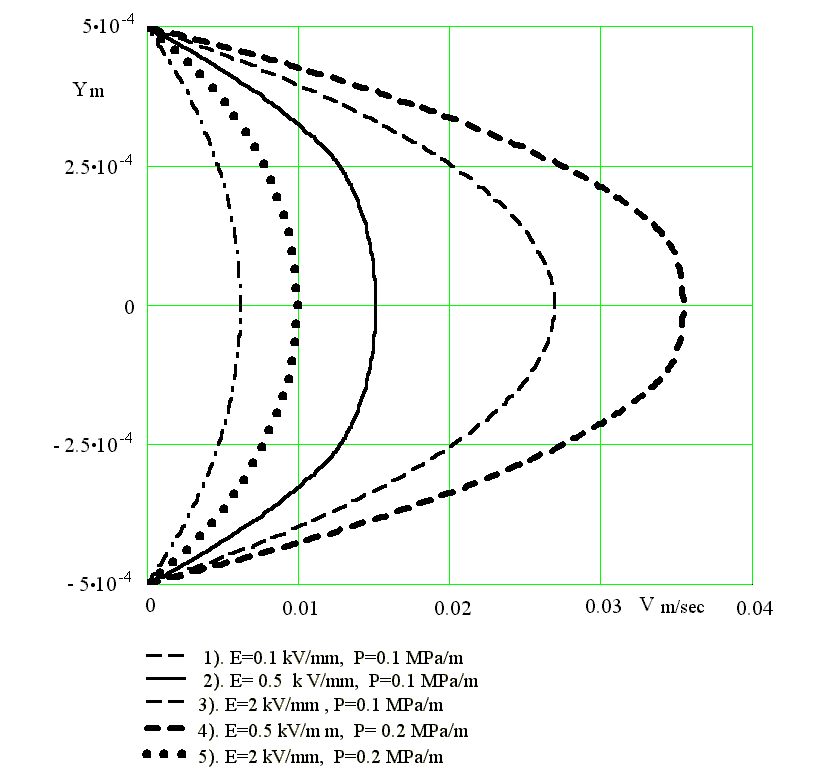 5·10⁻⁴
Y m
2.5·10⁻⁴
0
- 2.5·10⁻⁴
- 5·10⁻⁴
0 0.01 0.02 0.03 V m/sec 0.04
1). E=0.1 kV/mm, P=0.1 MPa/m
2). E= 0.5 k V/mm, P=0.1 MPa/m
3). E=2 kV/mm , P=0.1 MPa/m
4). E=0.5 kV/m m, P= 0.2 MPa/m
5). E=2 kV/mm, P=0.2 MPa/m